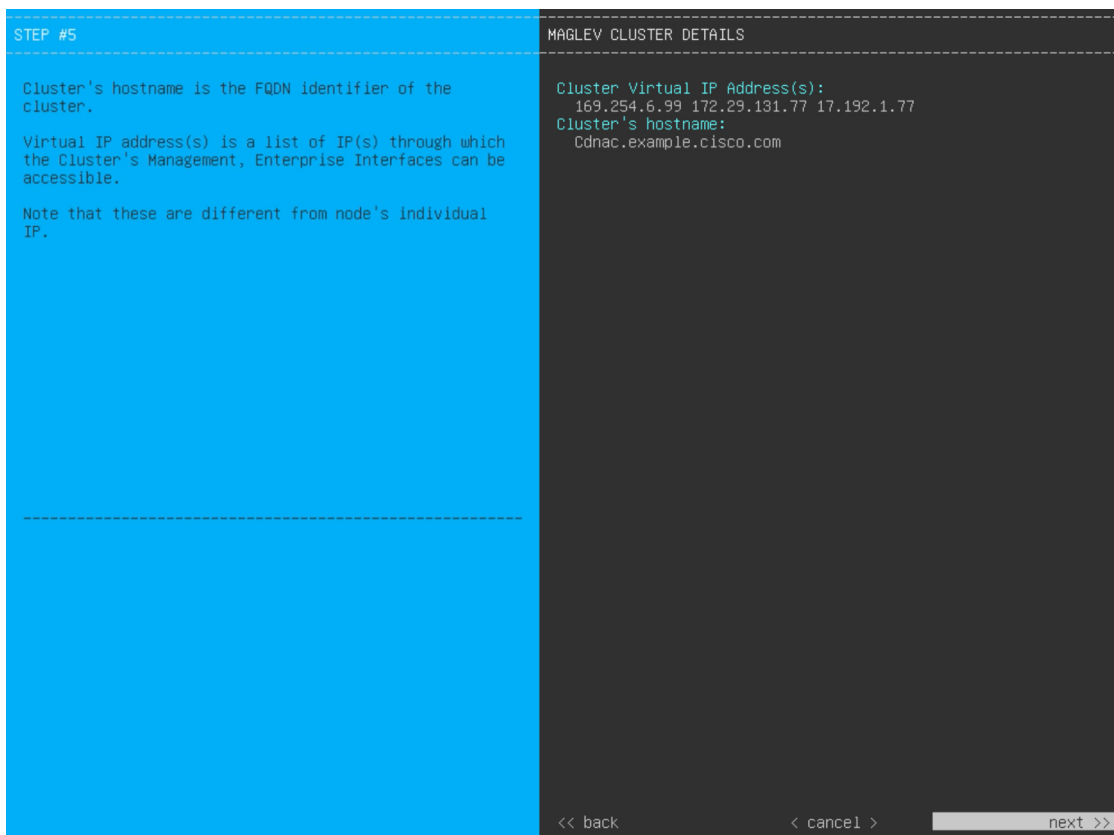 STEP #5
Cluster's hostname is the FQDN identifier of the
cluster.
Virtual IP address(s) is a list of IP(s) through which
the Cluster's Management, Enterprise Interfaces can be
accessible.
Note that these are different from node's individual
IP.
MAGLEV CLUSTER DETAILS
Cluster Virtual IP Address(s):
169.254.6.99 172.29.131.77 17.192.1.77
Cluster's hostname:
Cdnac.example.cisco.com
<< back < cancel > next >>